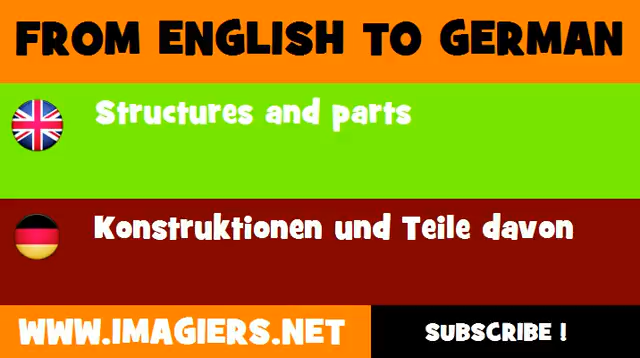 FROM ENGLISH TO GERMAN
Structures and parts
Konstruktionen und Teile davon
WWW.IMAGIERS.NET
SUBSCRIBE !